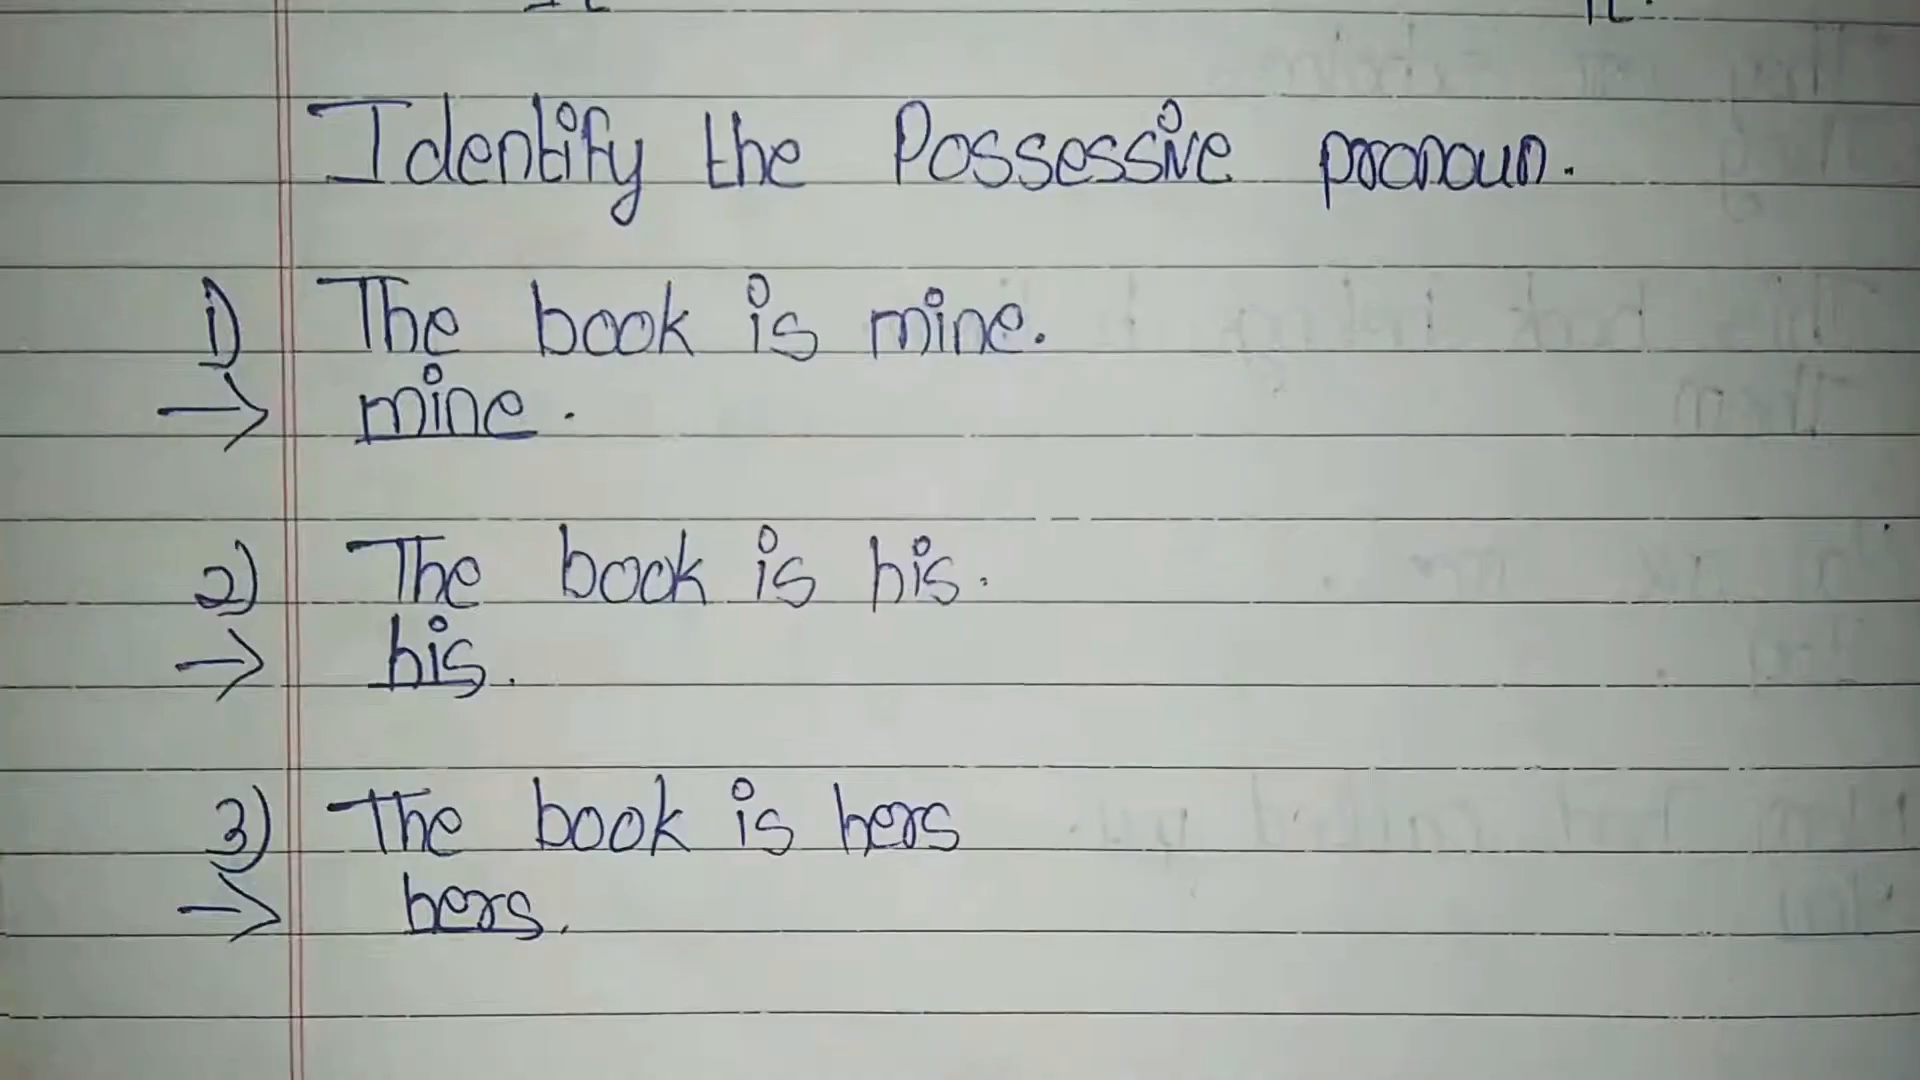 Identify the Possessive pronoun.
1) The book is mine.
→ mine.
2) The book is his.
→ his.
3) The book is hers
→ hers.